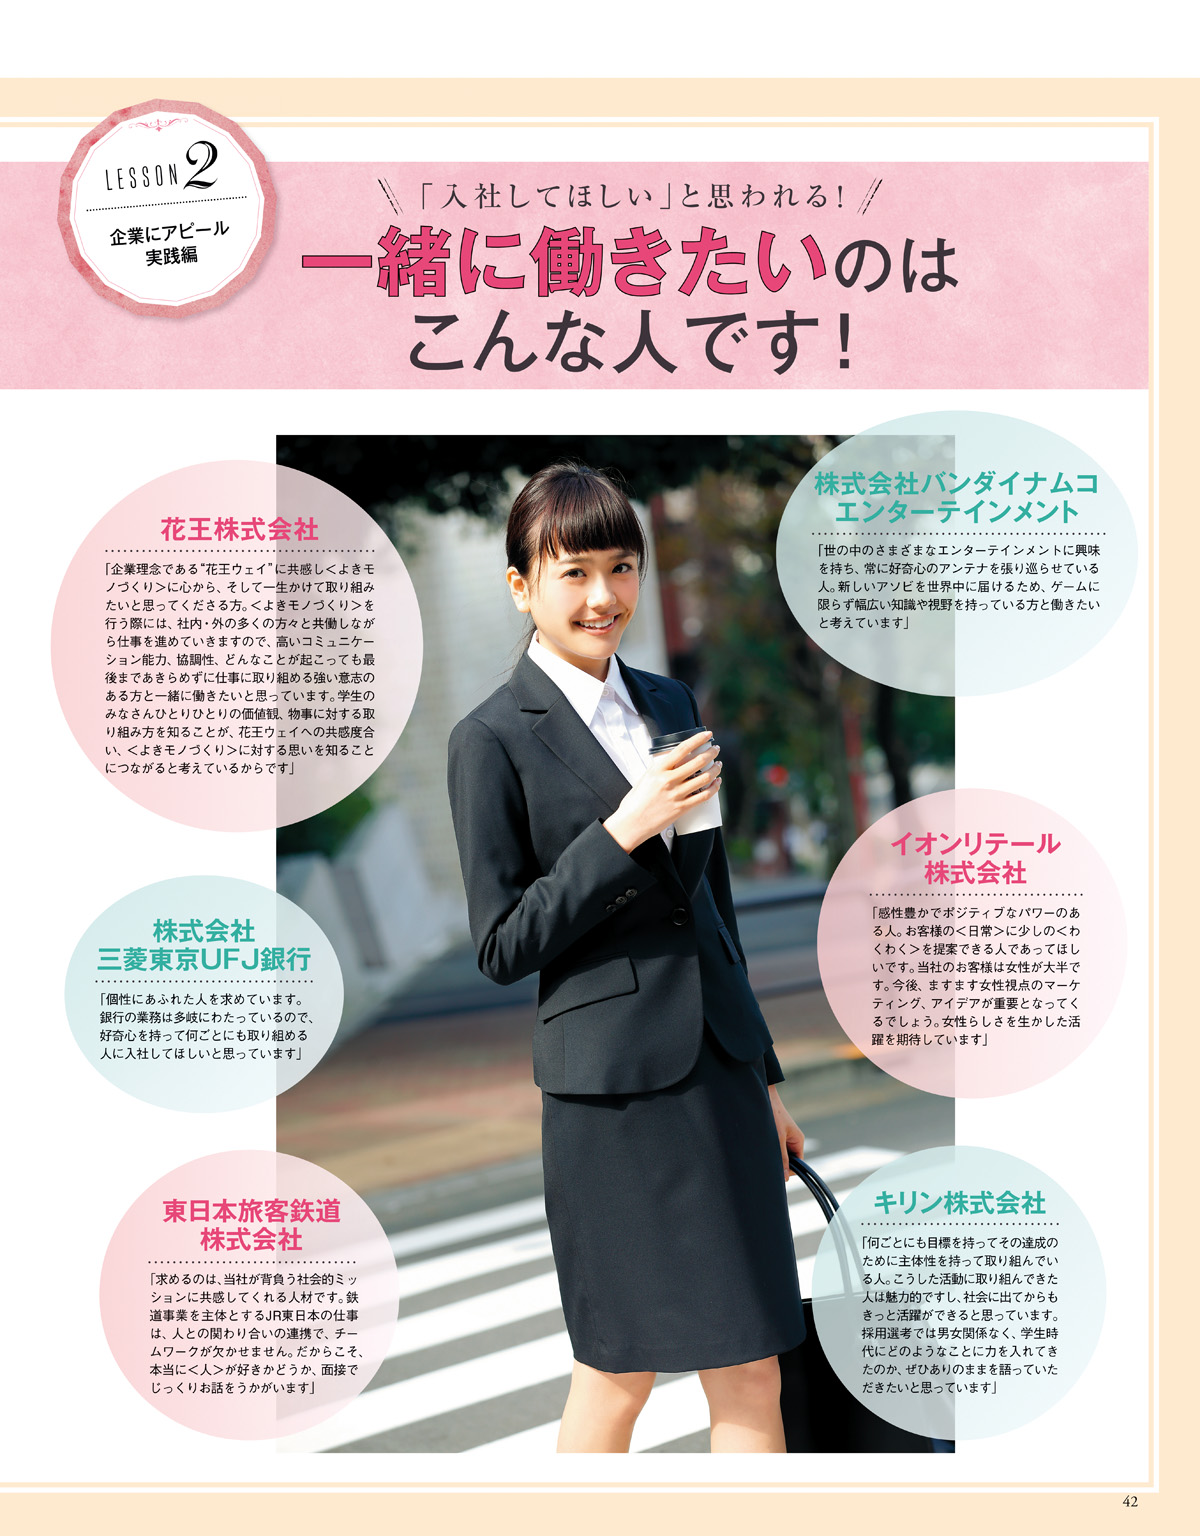 LESSON 2
企業にアピール
実践編
「入社してほしい」と思われる!
一緒に働きたいのは
こんな人です!
花王株式会社
「企業理念である“花王ウェイ”に共感し<よきモ
ノづくり>に心から、そして一生かけて取り組み
たいと思ってくださる方。<よきモノづくり>を
行う際には、社内・外の多くの方々と共働しなが
ら仕事を進めていきますので、高いコミュニケー
ション能力、協調性、どんなことが起こっても最
後まであきらめずに仕事に取り組める強い意志の
ある方と一緒に働きたいと思っています。学生の
みなさんひとりひとりの価値観、物事に対する取
り組み方を知ることが、花王ウェイへの共感度合
い、<よきモノづくり>に対する思いを知ること
につながると考えているからです」
株式会社バンダイナムコ
エンターテインメント
「世の中のさまざまなエンターテインメントに興味
を持ち、常に好奇心のアンテナを張り巡らせている
人。新しいアソビを世界中に届けるため、ゲームに
限らず幅広い知識や視野を持っている方と働きたい
と考えています」
株式会社
三菱東京UFJ銀行
「個性にあふれた人を求めています。
銀行の業務は多岐にわたっているので、
好奇心を持って何ごとにも取り組める
人に入社してほしいと思っています」
イオンリテール
株式会社
「感性豊かでポジティブなパワーのあ
る人。お客様の<日常>に少しの<わ
くわく>を提案できる人であってほし
いです。当社のお客様は女性が大半で
す。今後、ますます女性視点のマーケ
ティング、アイデアが重要となってく
るでしょう。女性らしさを生かした活
躍を期待しています」
東日本旅客鉄道
株式会社
「求めるのは、当社が背負う社会的ミッ
ションに共感してくれる人材です。鉄
道事業を主体とするJR東日本の仕事
は、人との関わり合いの連携で、チー
ムワークが欠かせません。だからこそ、
本当に<人>が好きかどうか、面接で
じっくりお話をうかがいます」
キリン株式会社
「何ごとにも目標を持ってその達成の
ために主体性を持って取り組んでい
る人。こうした活動に取り組んできた
人は魅力的ですし、社会に出てからも
きっと活躍ができると思っています。
採用選考では男女関係なく、学生時
代にどのようなことに力を入れてき
たのか、ぜひありのままを語っていた
だきたいと思っています」
42